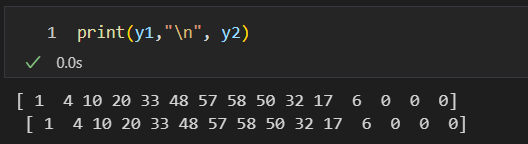 1 print(y1,"\n", y2)
✓ 0.0s
[ 1  4 10 20 33 48 57 58 50 32 17  6  0  0  0]
 [ 1  4 10 20 33 48 57 58 50 32 17  6  0  0  0]